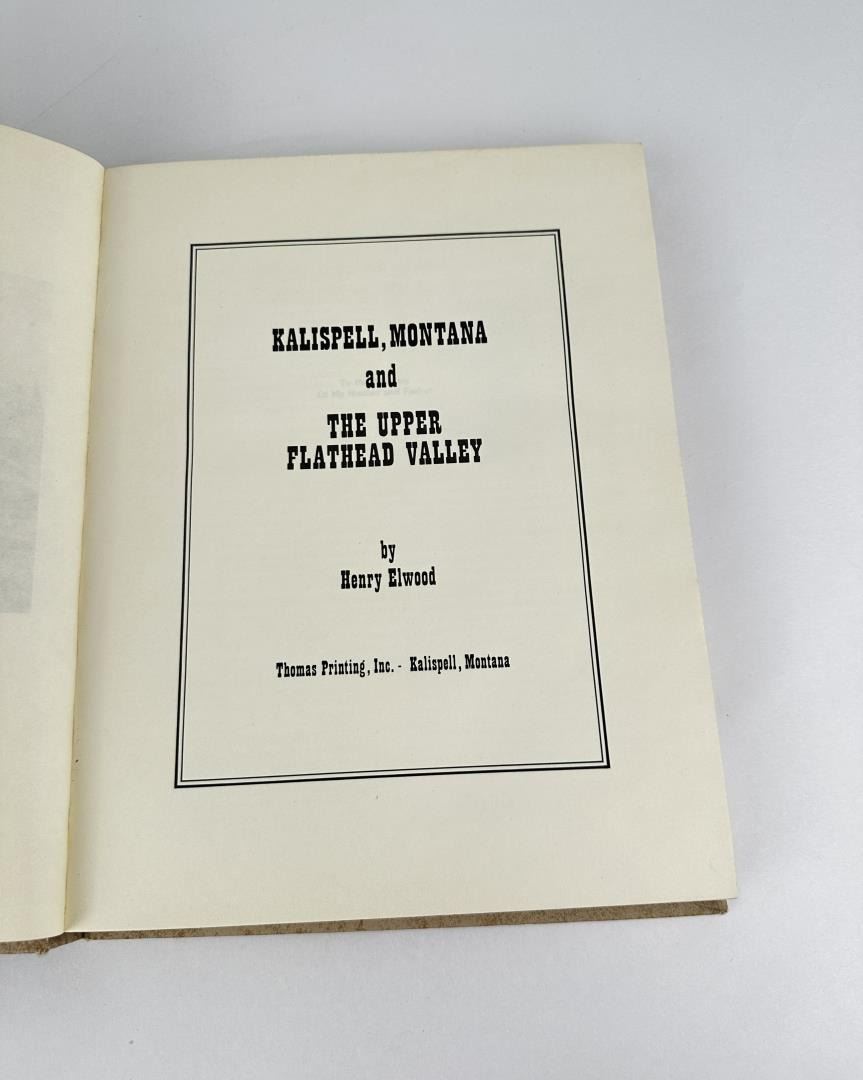 KALISPELL, MONTANA
and
THE UPPER
FLATHEAD VALLEY
by
Henry Elwood
Thomas Printing, Inc. - Kalispell, Montana